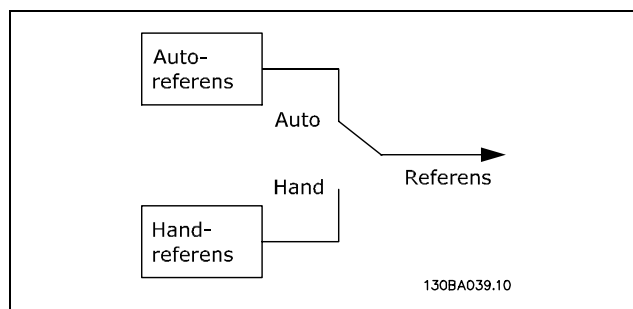 Auto-
referens
Auto
Referens
Hand
Hand-
referens
130BA039.10